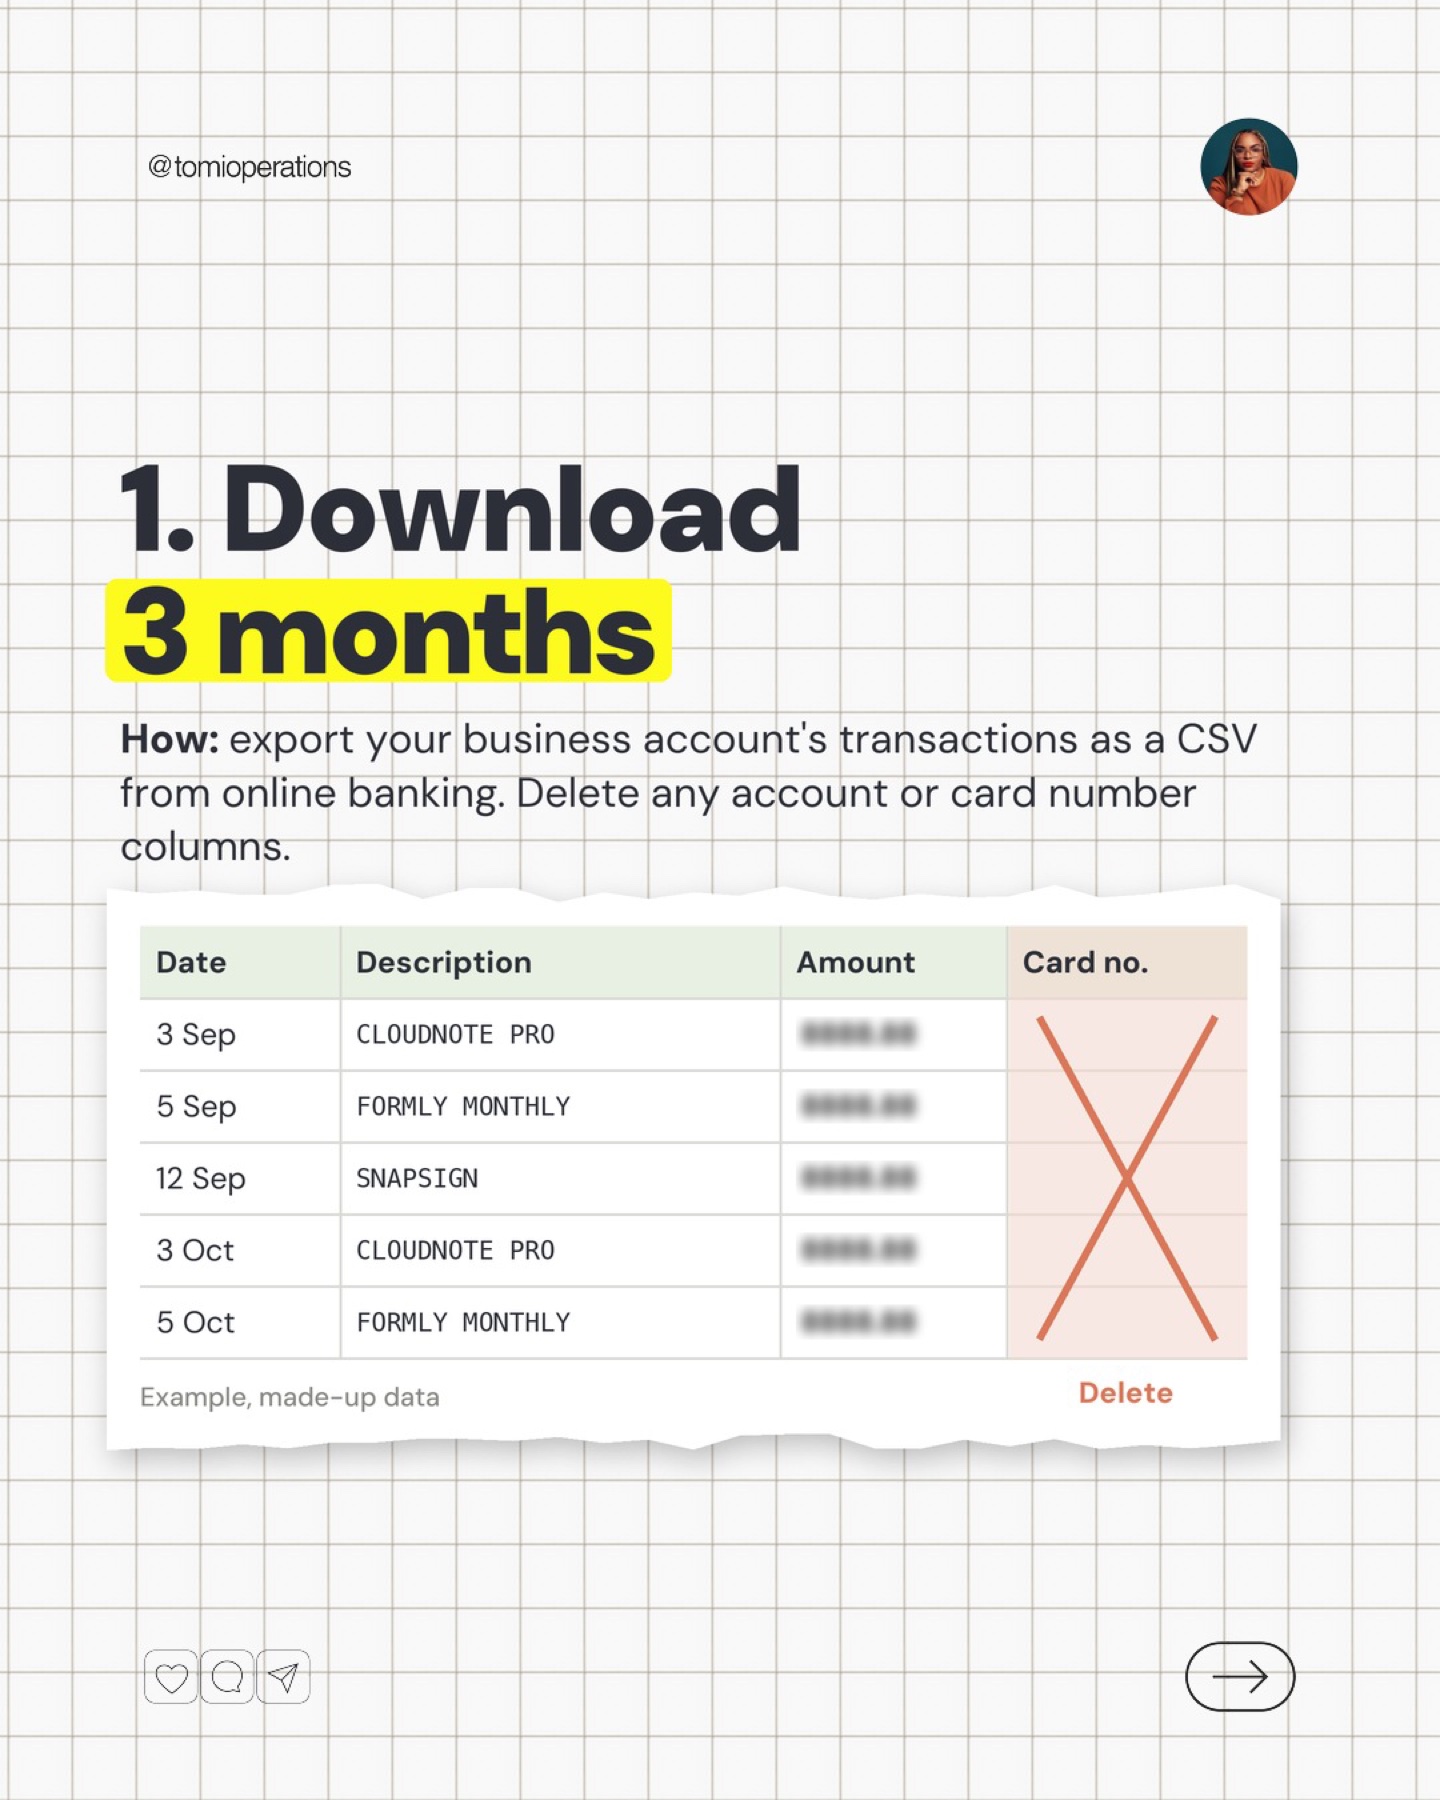 @tomioperations
1. Download
3 months
How: export your business account's transactions as a CSV
from online banking. Delete any account or card number
columns.
Date Description Amount Card no.
3 Sep CLOUDNOTE PRO
5 Sep FORMLY MONTHLY
12 Sep SNAPSIGN
3 Oct CLOUDNOTE PRO
5 Oct FORMLY MONTHLY
Example, made-up data
Delete